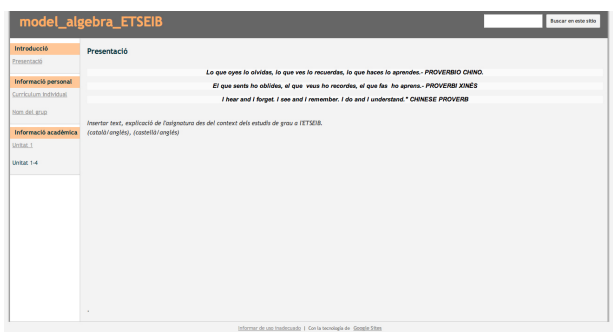 model_algebra_ETSEIB
Buscar en este sitio
Introducció
Presentació
Informació personal
Currículum Individual
Nom del grup
Informació acadèmica
Unitat 1
Unitat 1-4
Presentació
Lo que oyes lo olvidas, lo que ves lo recuerdas, lo que haces lo aprendes.- PROVERBIO CHINO.
El que sents ho oblides, el que veus ho recordes, el que fas ho aprens.- PROVERBI XINÈS
I hear and I forget. I see and I remember. I do and I understand." CHINESE PROVERB
Insertar text, explicació de l'asignatura des del context dels estudis de grau a l'ETSEIB.
(català/anglès), (castellà/anglès)
Informar de uso inadecuado | Con la tecnología de Google Sites